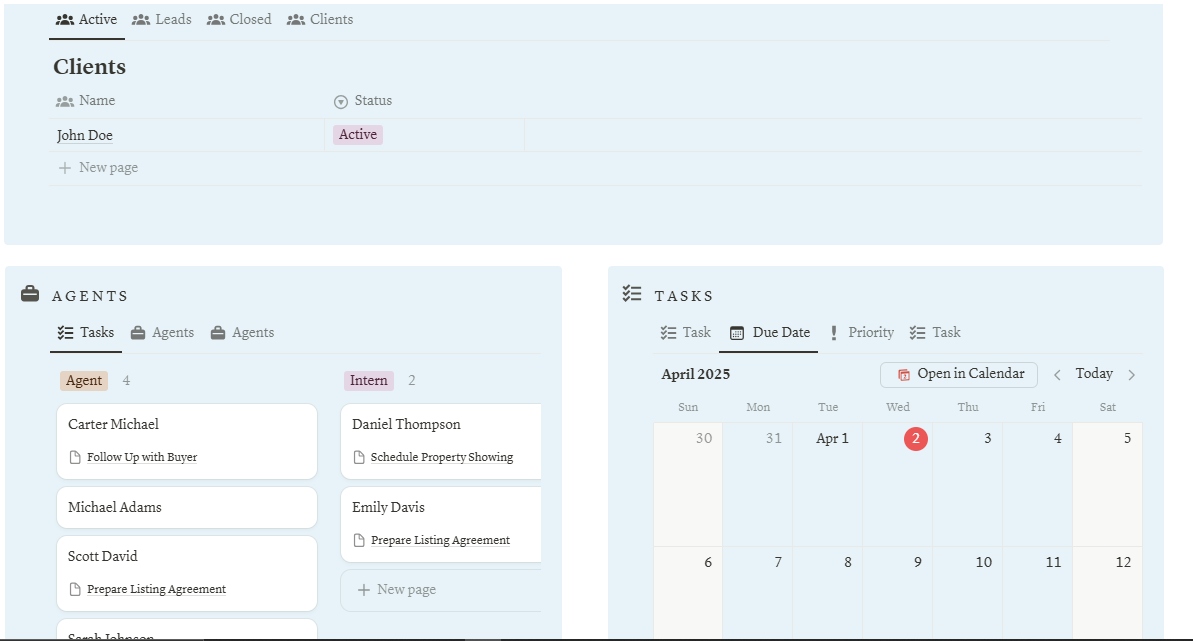 Active Leads Closed Clients
Clients
Name Status
John Doe Active
New page
AGENTS
Tasks Agents Agents
Agent 4
Carter Michael
Follow Up with Buyer
Michael Adams
Scott David
Prepare Listing Agreement
Sarah Johnson
Intern 2
Daniel Thompson
Schedule Property Showing
Emily Davis
Prepare Listing Agreement
New page
TASKS
Task Due Date Priority Task
April 2025 Open in Calendar Today
Sun Mon Tue Wed Thu Fri Sat
30 31 Apr 1 2 3 4 5
6 7 8 9 10 11 12